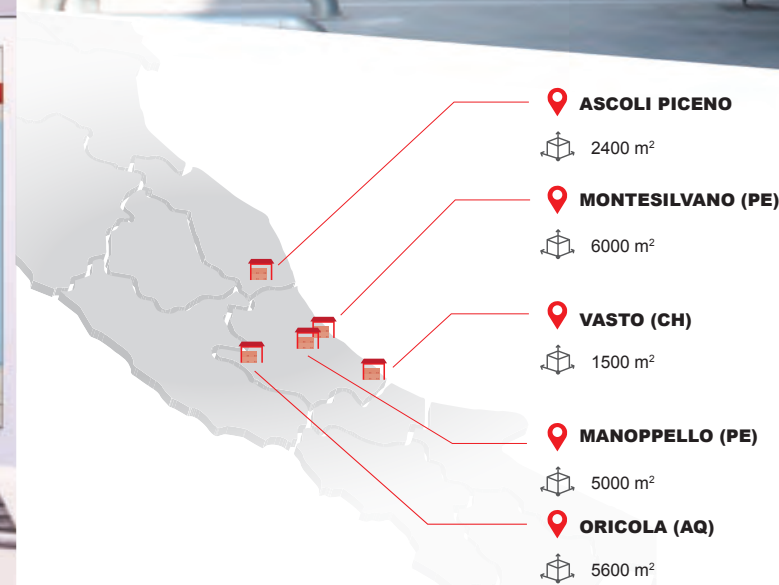 ASCOLI PICENO
2400 m²
MONTESILVANO (PE)
6000 m²
VASTO (CH)
1500 m²
MANOPPELLO (PE)
5000 m²
ORICOLA (AQ)
5600 m²